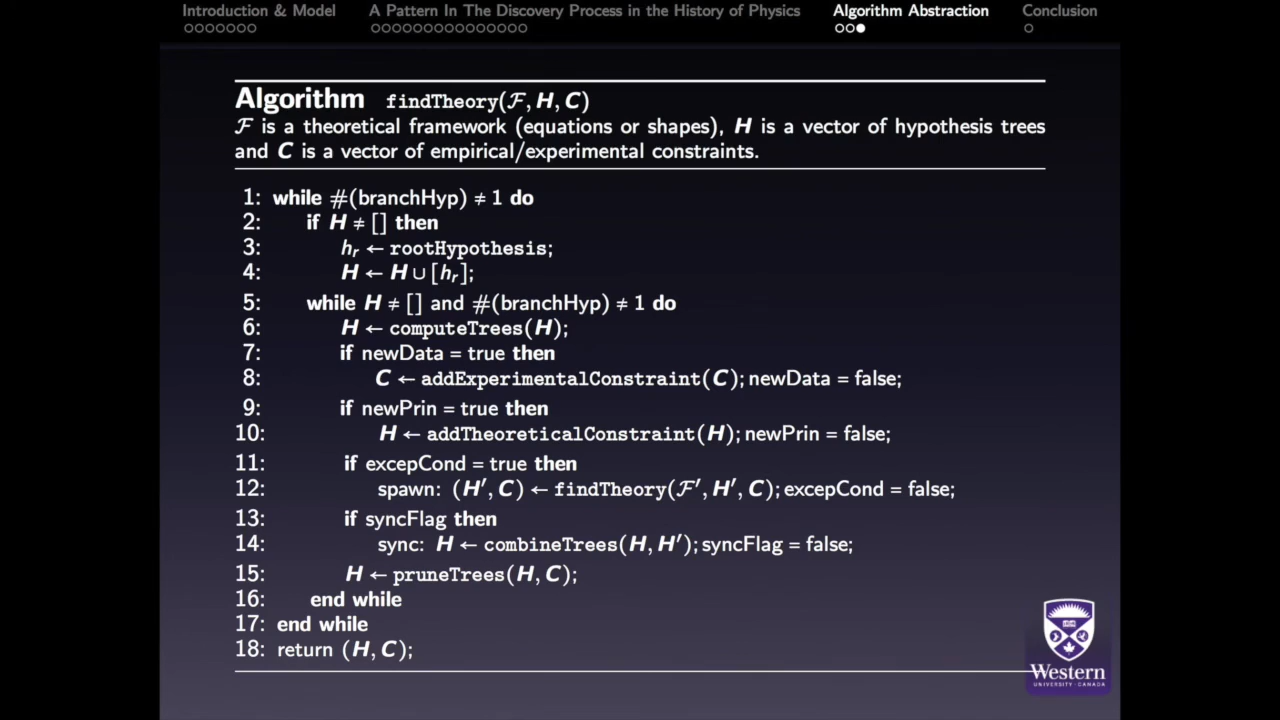 Introduction & Model A Pattern In The Discovery Process in the History of Physics Algorithm Abstraction Conclusion
Algorithm findTheory(ℱ, H, C)
ℱ is a theoretical framework (equations or shapes), H is a vector of hypothesis trees
and C is a vector of empirical/experimental constraints.
1: while #(branchHyp) ≠ 1 do
2: if H ≠ [] then
3: hᵣ ← rootHypothesis;
4: H ← H ∪ [hᵣ];
5: while H ≠ [] and #(branchHyp) ≠ 1 do
6: H ← computeTrees(H);
7: if newData = true then
8: C ← addExperimentalConstraint(C); newData = false;
9: if newPrin = true then
10: H ← addTheoreticalConstraint(H); newPrin = false;
11: if excepCond = true then
12: spawn: (H′, C) ← findTheory(ℱ′, H′, C); excepCond = false;
13: if syncFlag then
14: sync: H ← combineTrees(H, H′); syncFlag = false;
15: H ← pruneTrees(H, C);
16: end while
17: end while
18: return (H, C);
Western
UNIVERSITY · CANADA